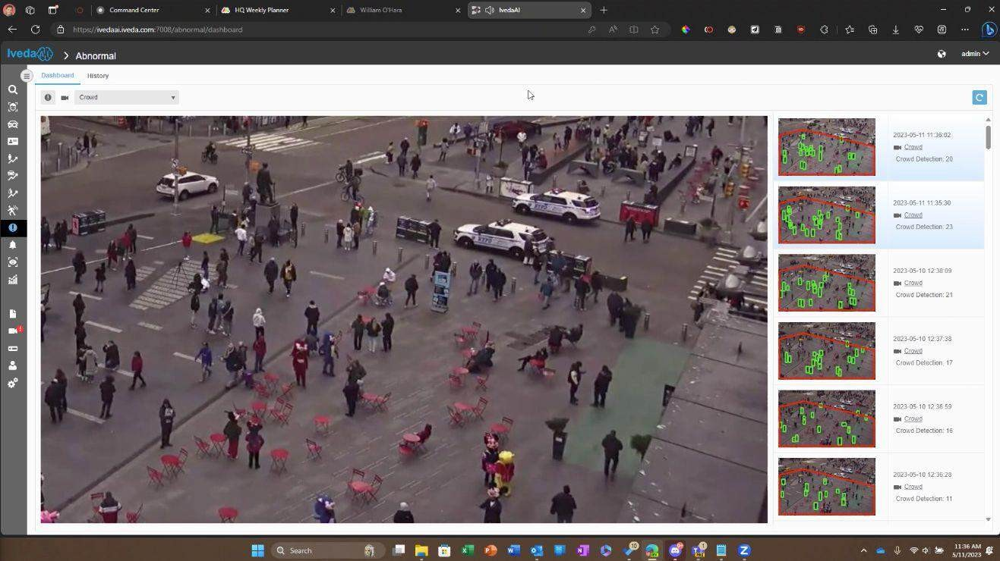 Command Center
HQ Weekly Planner
William O'Hara
IvedaAI
https://ivedaai.iveda.com:7008/abnormal/dashboard
Iveda
Abnormal
admin
Dashboard
History
Crowd
2023-05-11 11:36:02
Crowd
Crowd Detection: 20
2023-05-11 11:35:30
Crowd
Crowd Detection: 23
2023-05-10 12:38:09
Crowd
Crowd Detection: 21
2023-05-10 12:37:38
Crowd
Crowd Detection: 17
2023-05-10 12:36:59
Crowd
Crowd Detection: 16
2023-05-10 12:36:28
Crowd
Crowd Detection: 11
NYPD
NYPD
Search
10
1
11:36 AM
5/11/2023